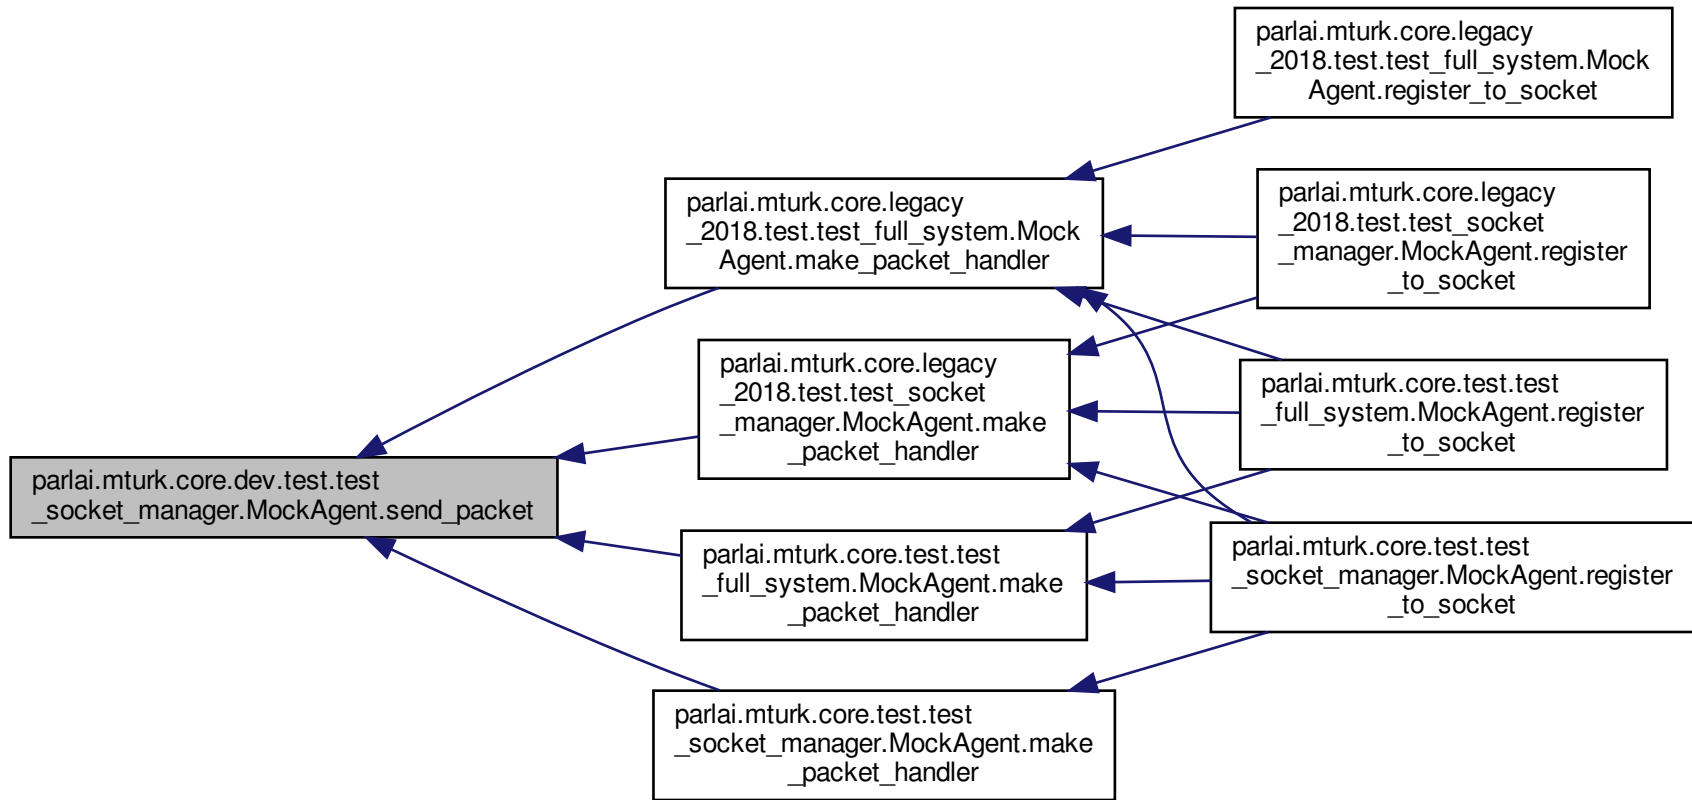 parlai.mturk.core.dev.test.test
_socket_manager.MockAgent.send_packet
parlai.mturk.core.legacy
_2018.test.test_full_system.Mock
Agent.make_packet_handler
parlai.mturk.core.legacy
_2018.test.test_socket
_manager.MockAgent.make
_packet_handler
parlai.mturk.core.test.test
_full_system.MockAgent.make
_packet_handler
parlai.mturk.core.test.test
_socket_manager.MockAgent.make
_packet_handler
parlai.mturk.core.legacy
_2018.test.test_full_system.Mock
Agent.register_to_socket
parlai.mturk.core.legacy
_2018.test.test_socket
_manager.MockAgent.register
_to_socket
parlai.mturk.core.test.test
_full_system.MockAgent.register
_to_socket
parlai.mturk.core.test.test
_socket_manager.MockAgent.register
_to_socket